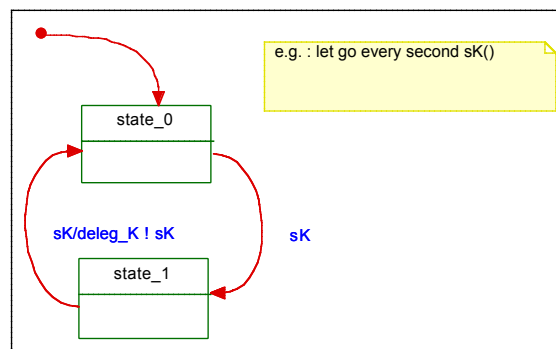 e.g. : let go every second sK()
state_0
sK/deleg_K ! sK
sK
state_1